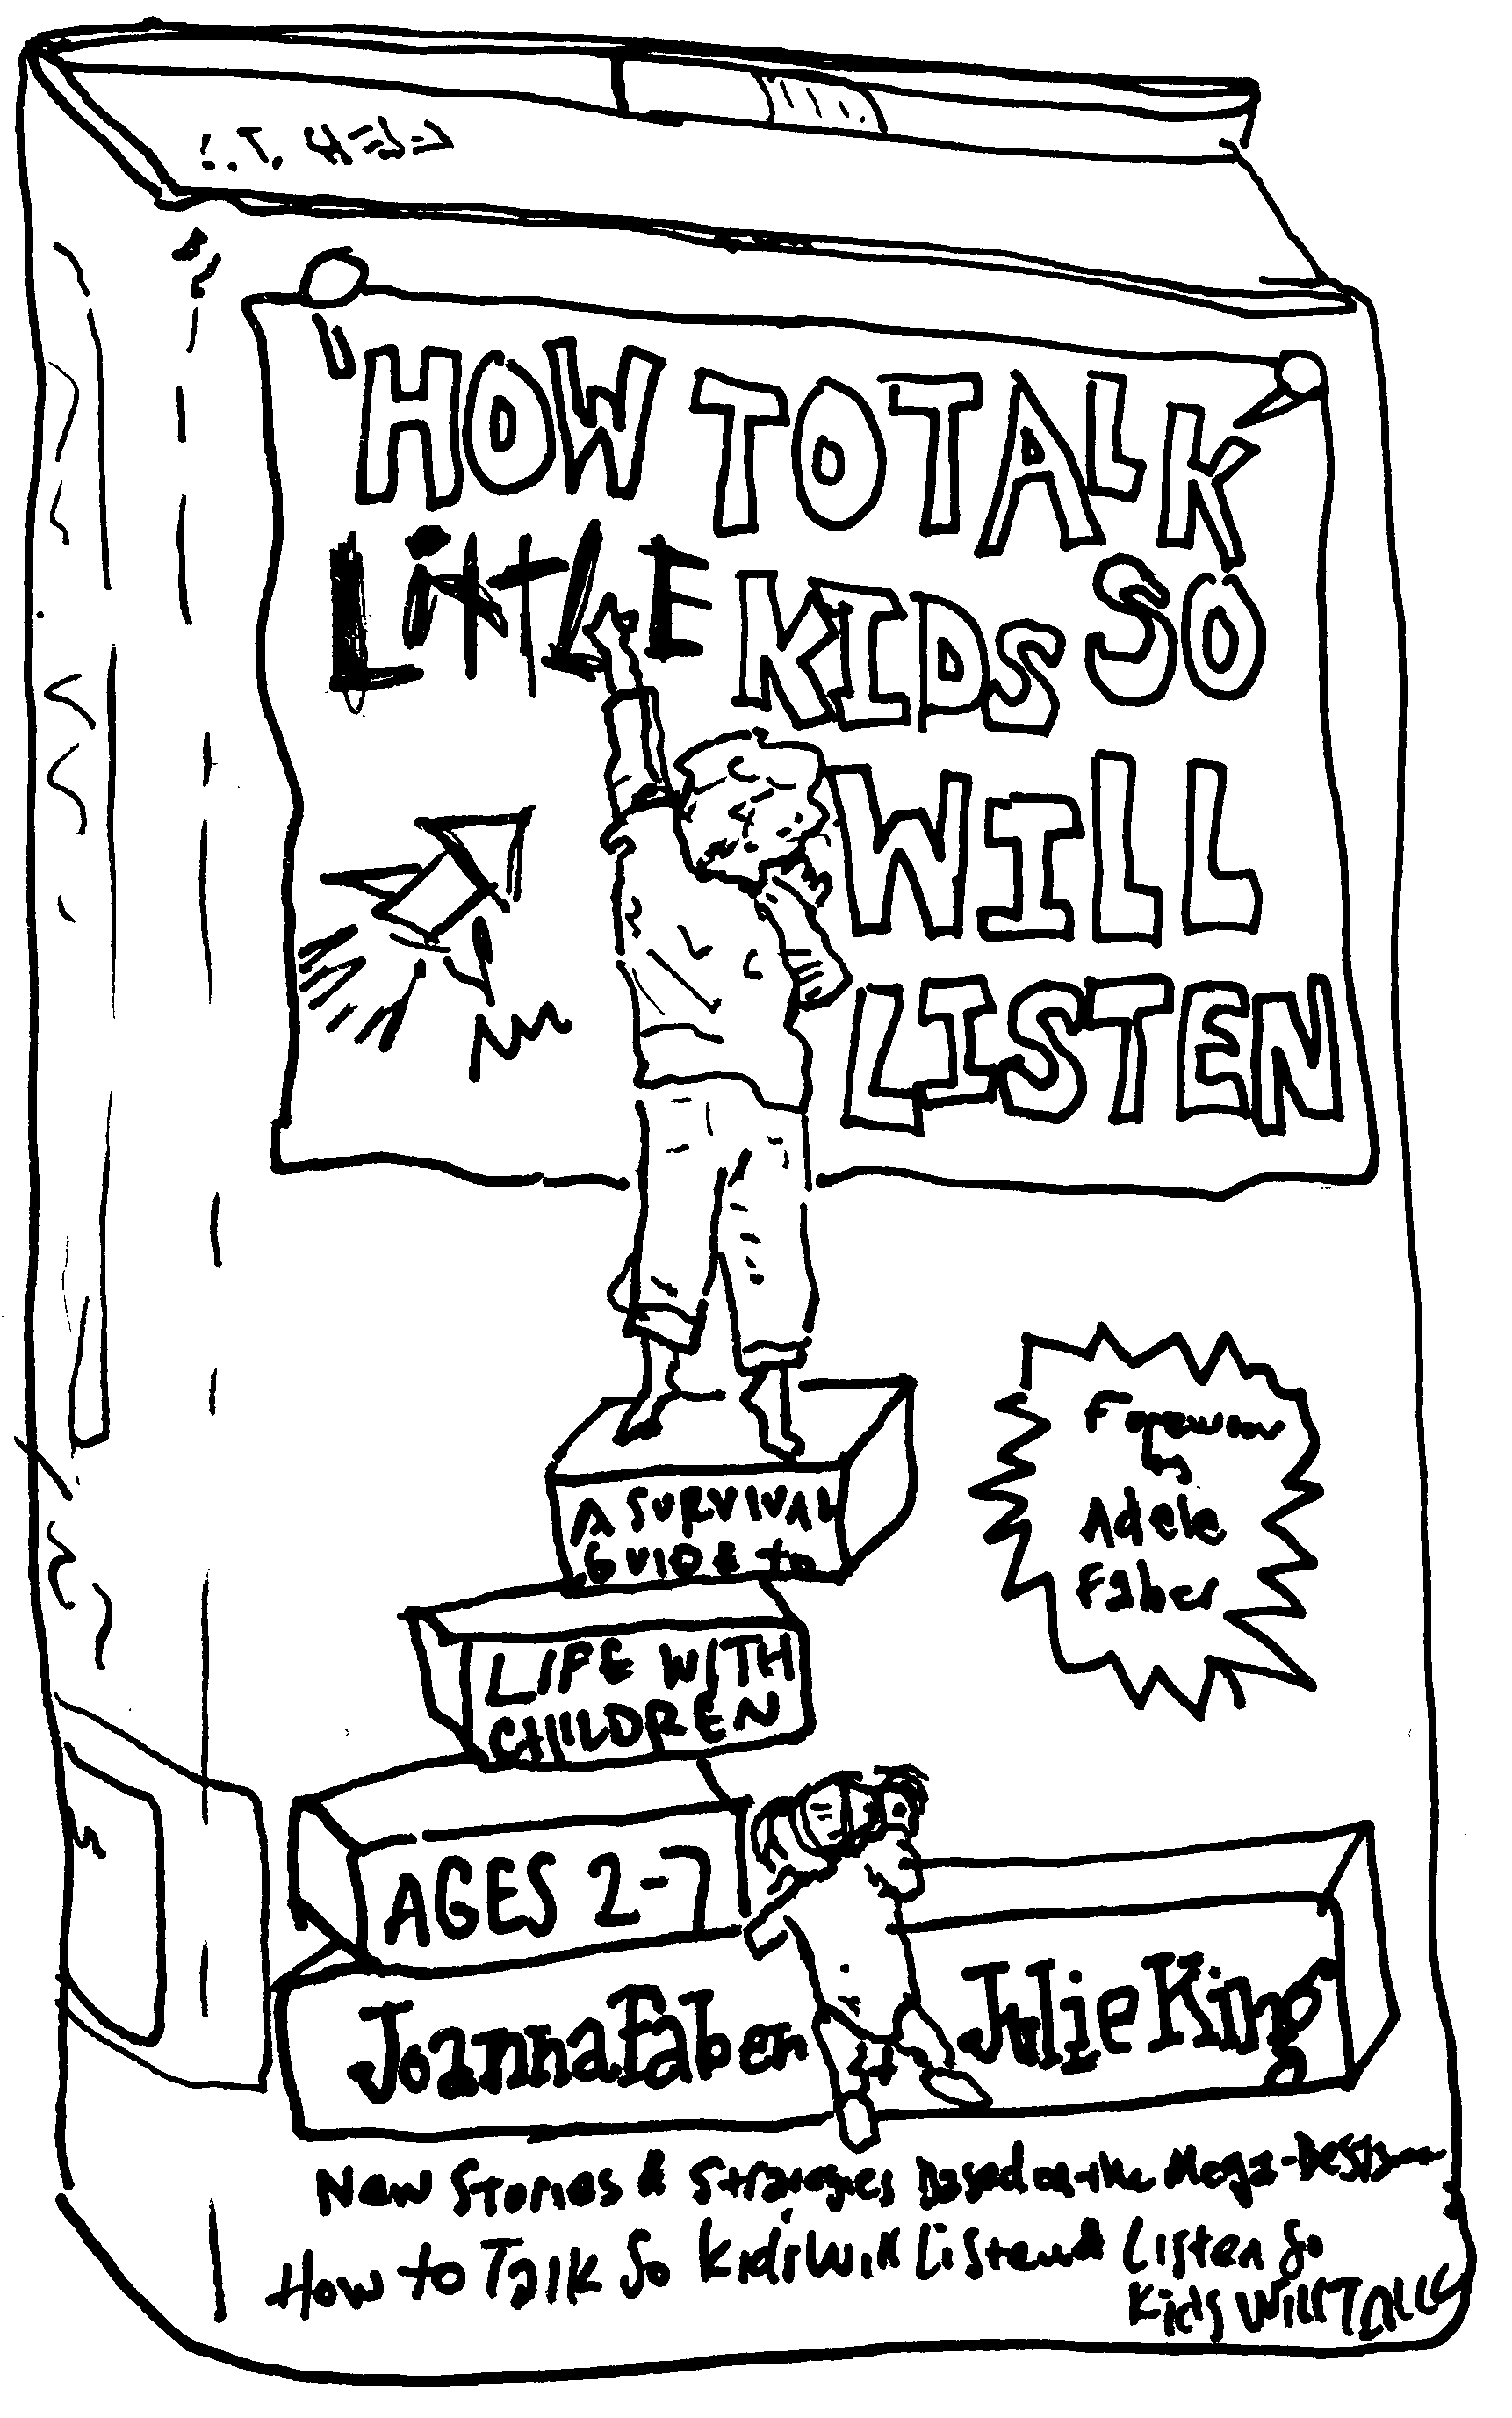 HOW TO TALK
LittLE KIDS SO
WILL
LISTEN
A SURVIVAL
GUIDE to
LIFE WITH
CHILDREN
AGES 2-7
Foreword
by
Adele
Faber
Joanna Faber & Julie King
New Stories & Strategies Based on the Mega-Bests
How to Talk So Kids Will Listen & Listen So
Kids Will TALK